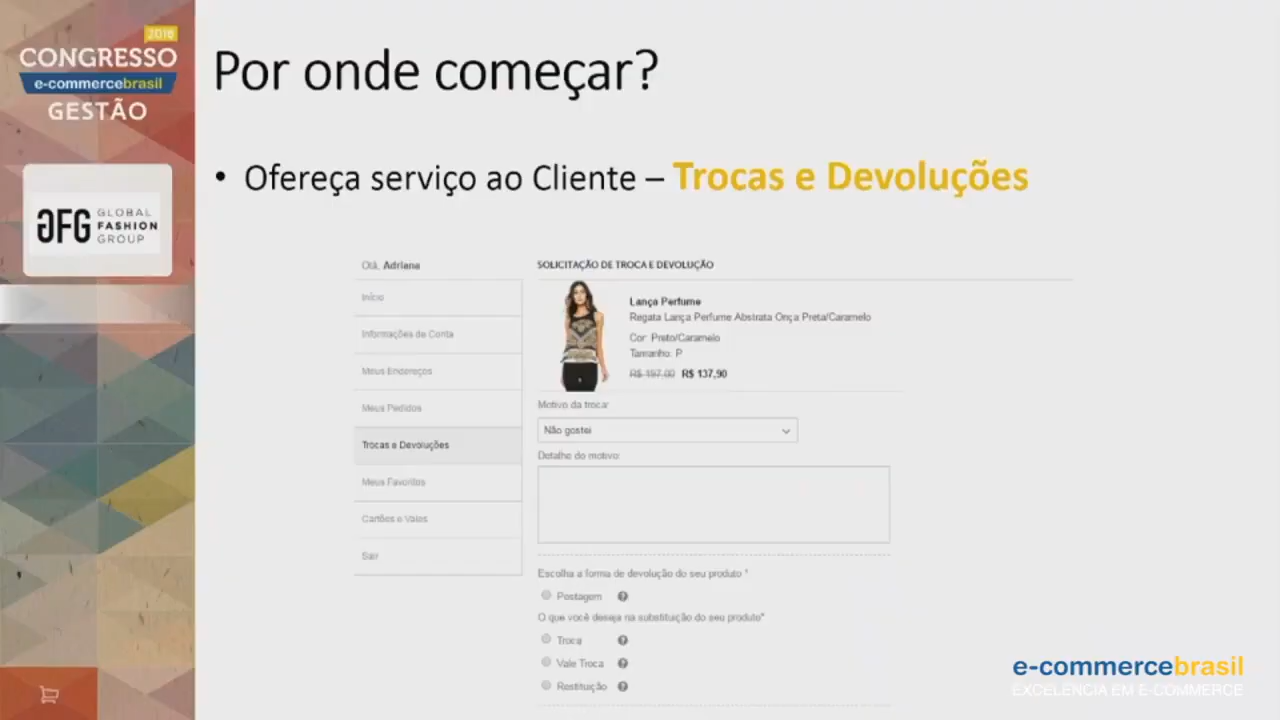 2016
CONGRESSO
e-commercebrasil
GESTÃO
GFG GLOBAL
FASHION
GROUP
Por onde começar?
• Ofereça serviço ao Cliente – Trocas e Devoluções
Olá, Adriana
Início
Informações de Conta
Meus Endereços
Meus Pedidos
Trocas e Devoluções
Meus Favoritos
Cartões e Vales
Sair
SOLICITAÇÃO DE TROCA E DEVOLUÇÃO
Lança Perfume
Regata Lança Perfume Abstrata Onça Preta/Caramelo
Cor: Preto/Caramelo
Tamanho: P
R$ 197,00 R$ 137,90
Motivo da troca:
Não gostei
Detalhe do motivo:
Escolha a forma de devolução do seu produto *
Postagem ?
O que você deseja na substituição do seu produto*
Troca ?
Vale Troca ?
Restituição ?
e-commercebrasil
EXCELÊNCIA EM E-COMMERCE